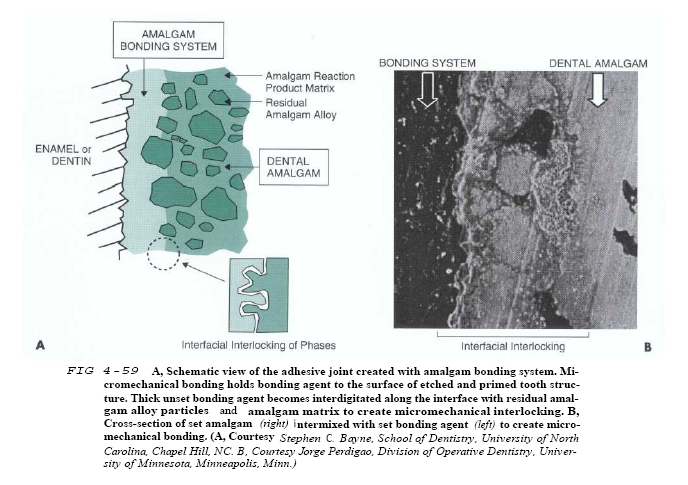 AMALGAM
BONDING SYSTEM
Amalgam Reaction
Product Matrix
Residual
Amalgam Alloy
ENAMEL or
DENTIN
DENTAL
AMALGAM
A
Interfacial Interlocking of Phases
BONDING SYSTEM
DENTAL AMALGAM
Interfacial Interlocking
B
FIG 4-59 A, Schematic view of the adhesive joint created with amalgam bonding system. Mi-
cromechanical bonding holds bonding agent to the surface of etched and primed tooth struc-
ture. Thick unset bonding agent becomes interdigitated along the interface with residual amal-
gam alloy particles and amalgam matrix to create micromechanical interlocking. B,
Cross-section of set amalgam (right) intermixed with set bonding agent (left) to create micro-
mechanical bonding. (A, Courtesy Stephen C. Bayne, School of Dentistry, University of North
Carolina, Chapel Hill, NC. B, Courtesy Jorge Perdigao, Division of Operative Dentistry, Univer-
sity of Minnesota, Minneapolis, Minn.)